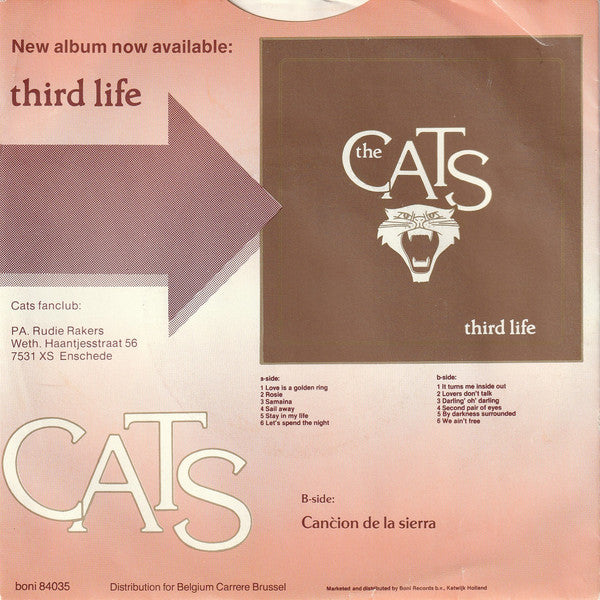 New album now available:
third life
the
CATS
third life
Cats fanclub:
PA. Rudie Rakers
Weth. Haantjesstraat 56
7531 XS Enschede
a-side:
1 Love is a golden ring
2 Rosie
3 Samaina
4 Sail away
5 Stay in my life
6 Let's spend the night
b-side:
1 It turns me inside out
2 Lovers don't talk
3 Darling' oh' darling
4 Second pair of eyes
5 By darkness surrounded
6 We ain't free
CATS
B-side:
Canc̀ion de la sierra
boni 84035
Distribution for Belgium Carrere Brussel
Marketed and distributed by Boni Records b.v., Katwijk Holland